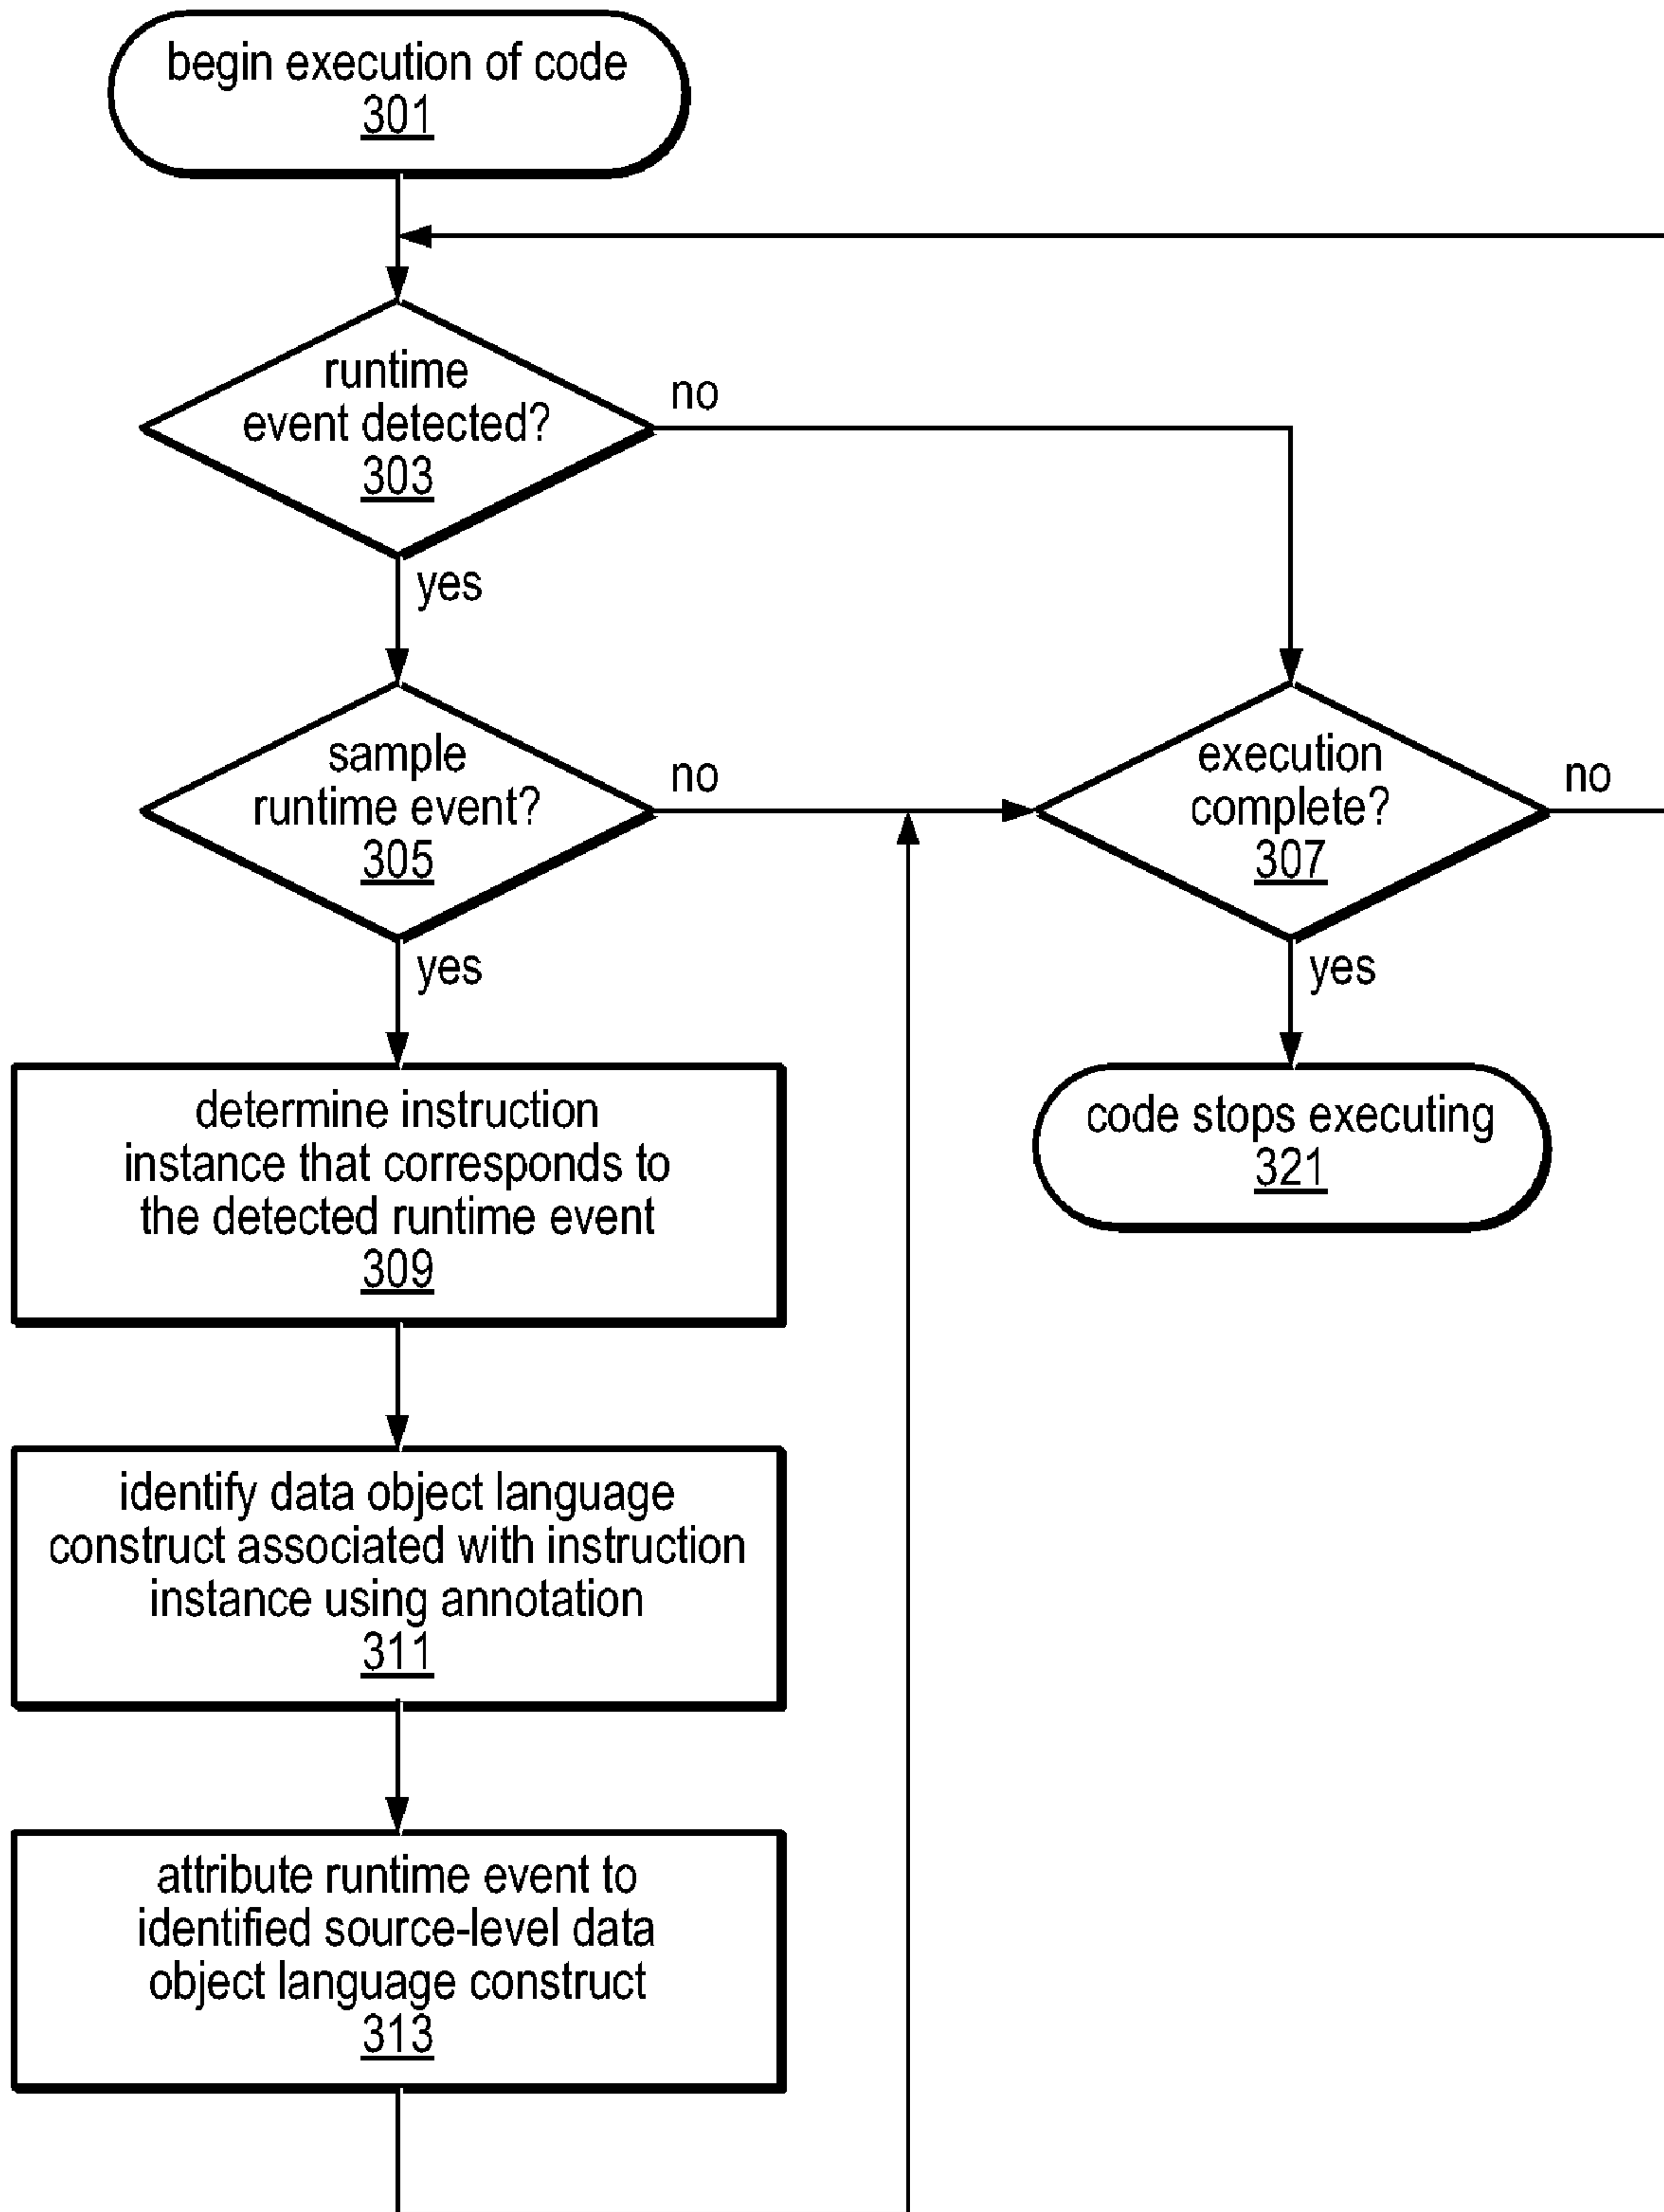 begin execution of code
301
runtime
event detected?
303
no
yes
sample
runtime event?
305
no
yes
execution
complete?
307
no
yes
determine instruction
instance that corresponds to
the detected runtime event
309
code stops executing
321
identify data object language
construct associated with instruction
instance using annotation
311
attribute runtime event to
identified source-level data
object language construct
313